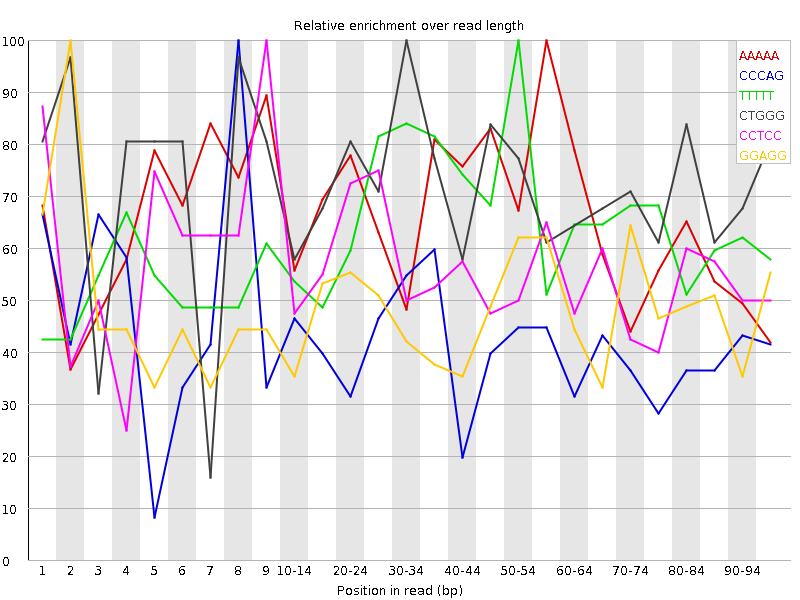 Relative enrichment over read length
100
90
80
70
60
50
40
30
20
10
0
AAAAA
CCCAG
TTTTT
CTGGG
CCTCC
GGAGG
1 2 3 4 5 6 7 8 9 10-14 20-24 30-34 40-44 50-54 60-64 70-74 80-84 90-94
Position in read (bp)